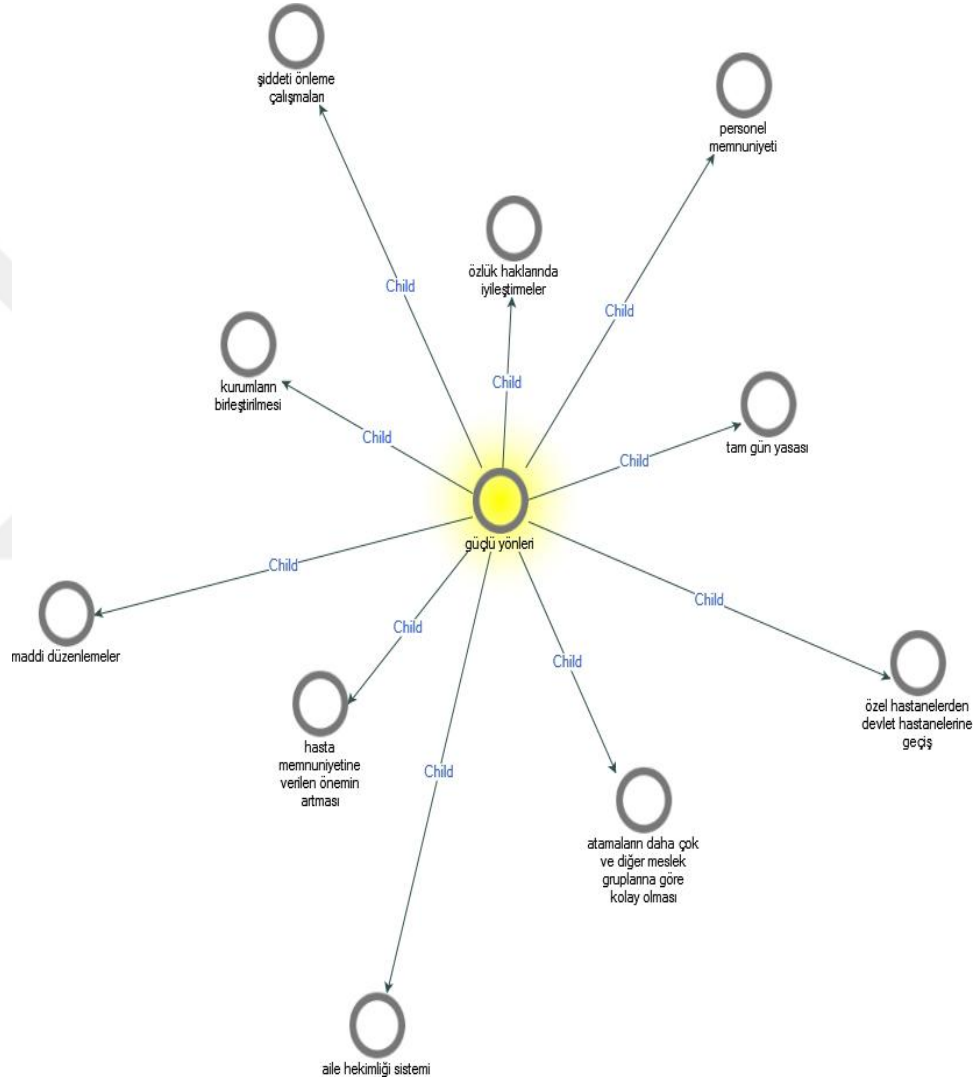 şiddeti önleme
çalışmaları
personel
memnuniyeti
özlük haklarında
iyileştirmeler
Child
Child
kurumların
birleştirilmesi
Child
Child
tam gün yasası
Child
Child
güçlü yönleri
Child
Child
maddi düzenlemeler
Child
Child
özel hastanelerden
devlet hastanelerine
geçiş
hasta
memnuniyetine
verilen önemin
artması
Child
atamaların daha çok
ve diğer meslek
gruplarına göre
kolay olması
aile hekimliği sistemi